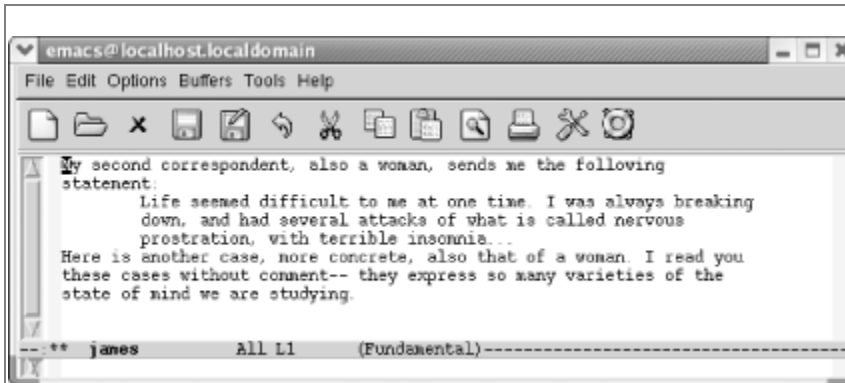 emacs@localhost.localdomain
File Edit Options Buffers Tools Help
My second correspondent, also a woman, sends me the following
statement:
Life seemed difficult to me at one time. I was always breaking
down, and had several attacks of what is called nervous
prostration, with terrible insomnia...
Here is another case, more concrete, also that of a woman. I read you
these cases without comment-- they express so many varieties of the
state of mind we are studying.
--:** james All L1 (Fundamental)--------------------------------------